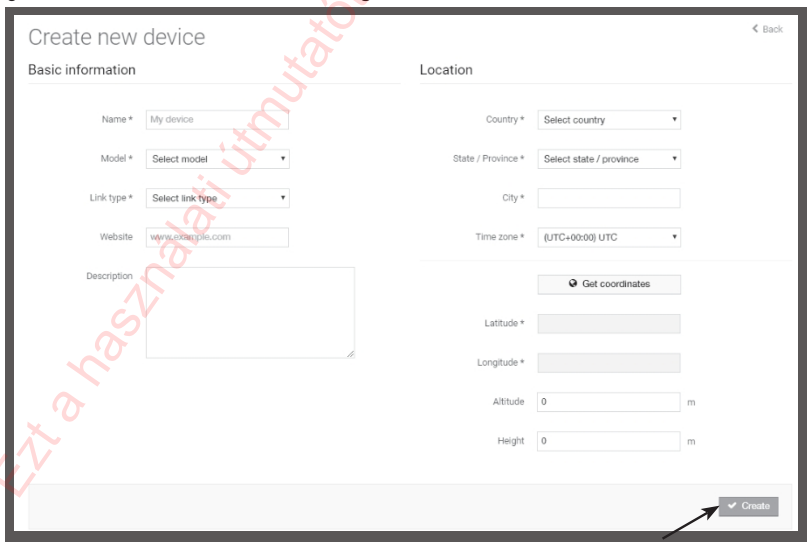 Create new device
Back
Basic information
Name *
My device
Model *
Select model
Link type *
Select link type
Website
www.example.com
Description
Location
Country *
Select country
State / Province *
Select state / province
City *
Time zone *
(UTC+00:00) UTC
Get coordinates
Latitude *
Longitude *
Altitude
0
m
Height
0
m
Create
Ezt a használati útmutató